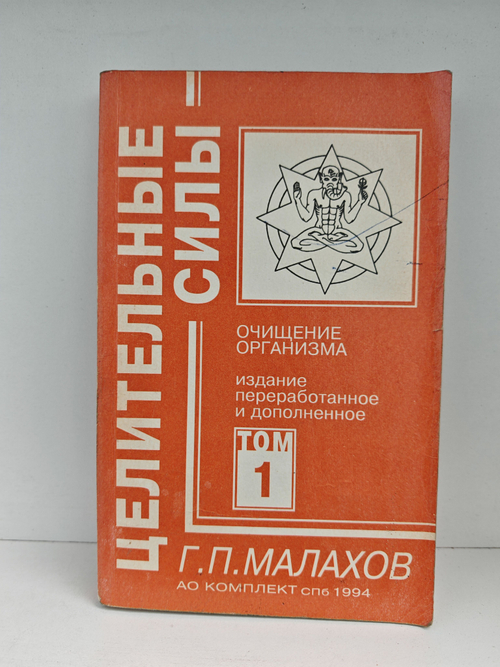 ЦЕЛИТЕЛЬНЫЕ
СИЛЫ
ОЧИЩЕНИЕ
ОРГАНИЗМА
издание
переработанное
и дополненное
ТОМ
1
Г.П.МАЛАХОВ
АО КОМПЛЕКТ СПб 1994